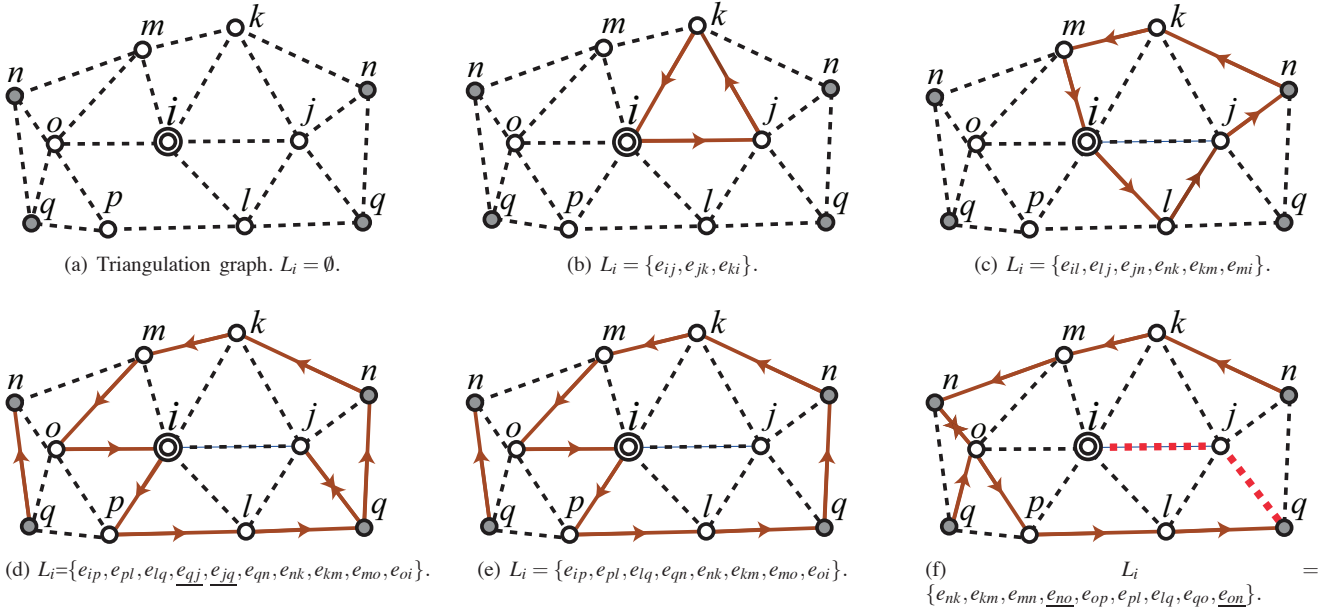 m k n n o i j q p l q
m k n n o i j q p l q
m k n n o i j q p l q
(a) Triangulation graph. L_i = ∅.
(b) L_i = {e_ij, e_jk, e_ki}.
(c) L_i = {e_il, e_lj, e_jn, e_nk, e_km, e_mi}.
m k n n o i j q p l q
m k n n o i j q p l q
m k n n o i j q p l q
(d) L_i={e_ip, e_pl, e_lq, e_qj, e_jq, e_qn, e_nk, e_km, e_mo, e_oi}.
(e) L_i = {e_ip, e_pl, e_lq, e_qn, e_nk, e_km, e_mo, e_oi}.
(f) L_i =
{e_nk, e_km, e_mn, e_no, e_op, e_pl, e_lq, e_qo, e_on}.